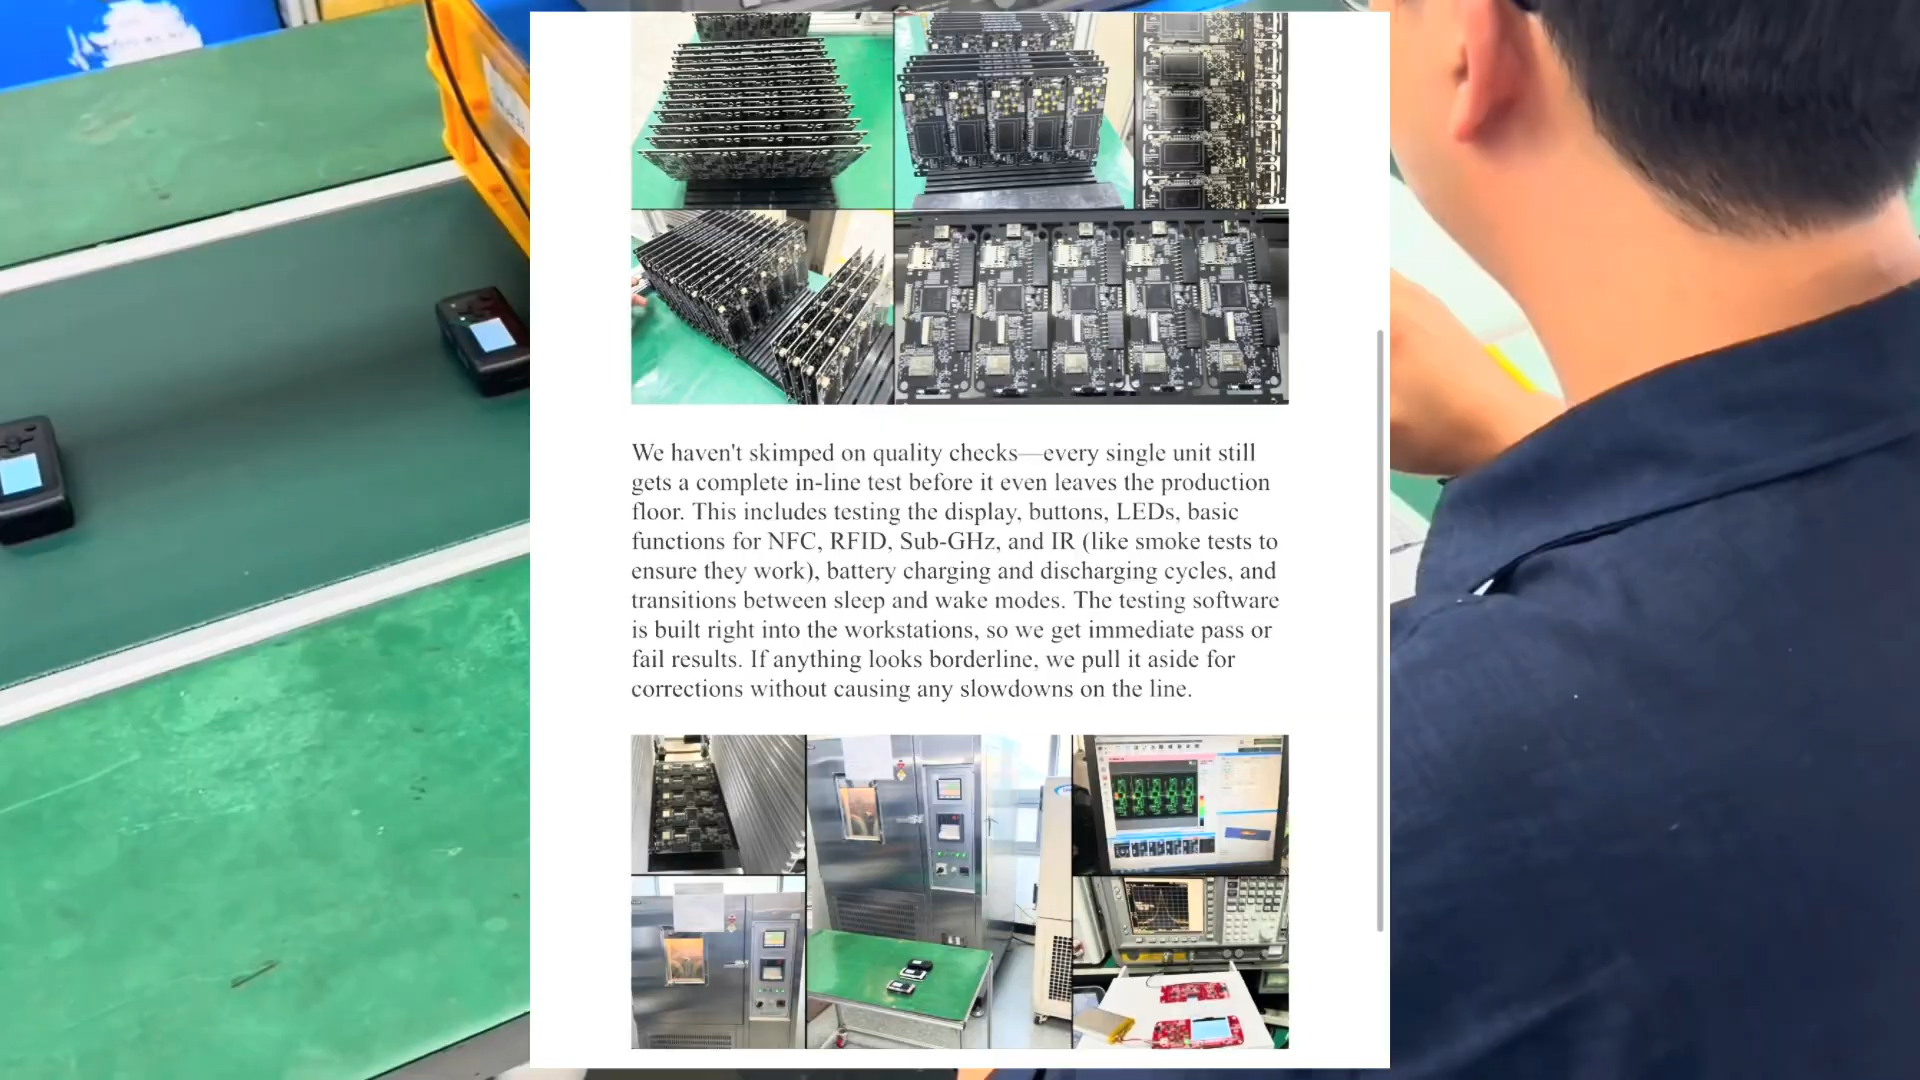 We haven't skimped on quality checks—every single unit still
gets a complete in-line test before it even leaves the production
floor. This includes testing the display, buttons, LEDs, basic
functions for NFC, RFID, Sub-GHz, and IR (like smoke tests to
ensure they work), battery charging and discharging cycles, and
transitions between sleep and wake modes. The testing software
is built right into the workstations, so we get immediate pass or
fail results. If anything looks borderline, we pull it aside for
corrections without causing any slowdowns on the line.